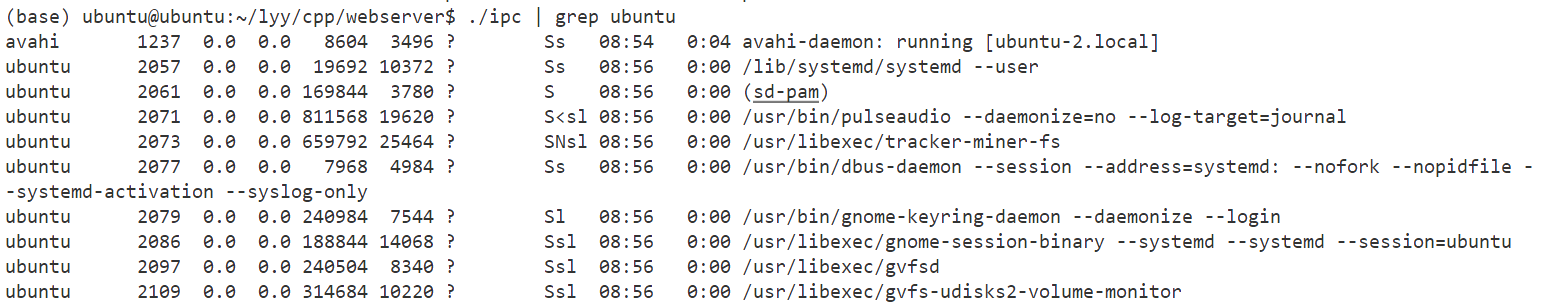 (base) ubuntu@ubuntu:~/lyy/cpp/webserver$ ./ipc | grep ubuntu
avahi 1237 0.0 0.0 8604 3496 ? Ss 08:54 0:04 avahi-daemon: running [ubuntu-2.local]
ubuntu 2057 0.0 0.0 19692 10372 ? Ss 08:56 0:00 /lib/systemd/systemd --user
ubuntu 2061 0.0 0.0 169844 3780 ? S 08:56 0:00 (sd-pam)
ubuntu 2071 0.0 0.0 811568 19620 ? S<sl 08:56 0:00 /usr/bin/pulseaudio --daemonize=no --log-target=journal
ubuntu 2073 0.0 0.0 659792 25464 ? SNsl 08:56 0:00 /usr/libexec/tracker-miner-fs
ubuntu 2077 0.0 0.0 7968 4984 ? Ss 08:56 0:00 /usr/bin/dbus-daemon --session --address=systemd: --nofork --nopidfile -
-systemd-activation --syslog-only
ubuntu 2079 0.0 0.0 240984 7544 ? Sl 08:56 0:00 /usr/bin/gnome-keyring-daemon --daemonize --login
ubuntu 2086 0.0 0.0 188844 14068 ? Ssl 08:56 0:00 /usr/libexec/gnome-session-binary --systemd --systemd --session=ubuntu
ubuntu 2097 0.0 0.0 240504 8340 ? Ssl 08:56 0:00 /usr/libexec/gvfsd
ubuntu 2109 0.0 0.0 314684 10220 ? Ssl 08:56 0:00 /usr/libexec/gvfs-udisks2-volume-monitor